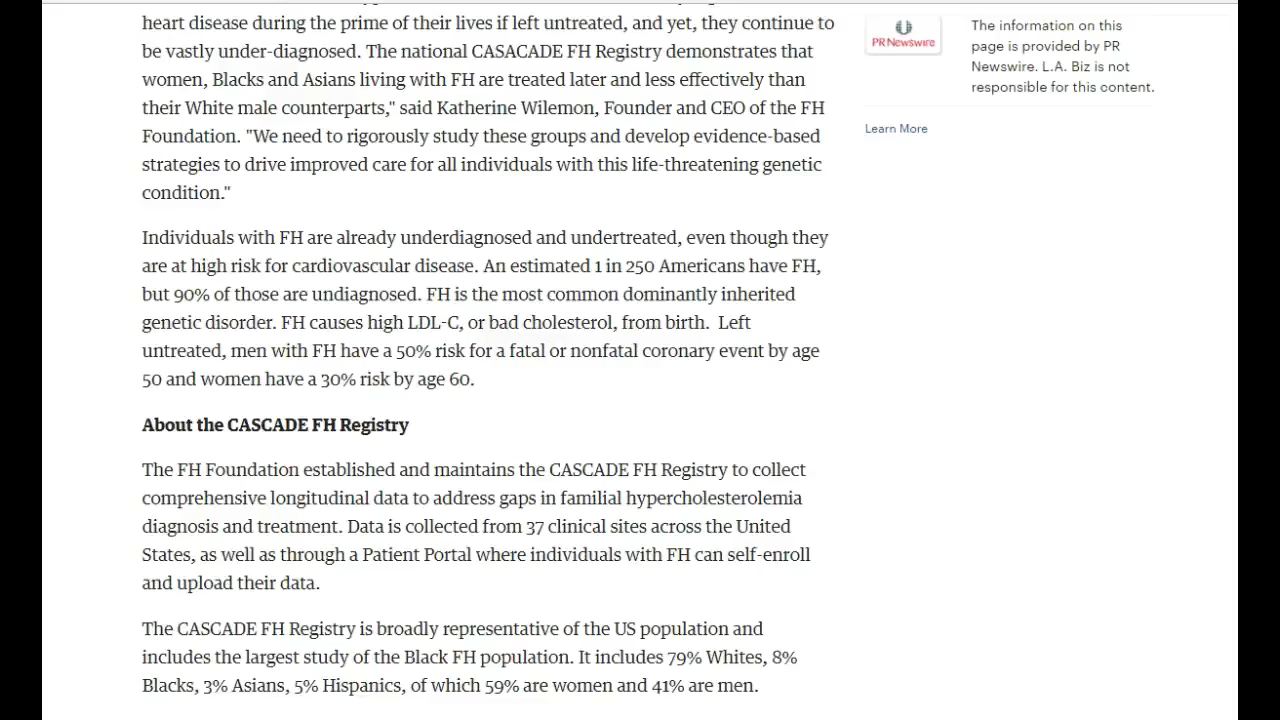 heart disease during the prime of their lives if left untreated, and yet, they continue to
be vastly under-diagnosed. The national CASACADE FH Registry demonstrates that
women, Blacks and Asians living with FH are treated later and less effectively than
their White male counterparts," said Katherine Wilemon, Founder and CEO of the FH
Foundation. "We need to rigorously study these groups and develop evidence-based
strategies to drive improved care for all individuals with this life-threatening genetic
condition."
Individuals with FH are already underdiagnosed and undertreated, even though they
are at high risk for cardiovascular disease. An estimated 1 in 250 Americans have FH,
but 90% of those are undiagnosed. FH is the most common dominantly inherited
genetic disorder. FH causes high LDL-C, or bad cholesterol, from birth. Left
untreated, men with FH have a 50% risk for a fatal or nonfatal coronary event by age
50 and women have a 30% risk by age 60.
About the CASCADE FH Registry
The FH Foundation established and maintains the CASCADE FH Registry to collect
comprehensive longitudinal data to address gaps in familial hypercholesterolemia
diagnosis and treatment. Data is collected from 37 clinical sites across the United
States, as well as through a Patient Portal where individuals with FH can self-enroll
and upload their data.
The CASCADE FH Registry is broadly representative of the US population and
includes the largest study of the Black FH population. It includes 79% Whites, 8%
Blacks, 3% Asians, 5% Hispanics, of which 59% are women and 41% are men.
PR Newswire
The information on this
page is provided by PR
Newswire. L.A. Biz is not
responsible for this content.
Learn More